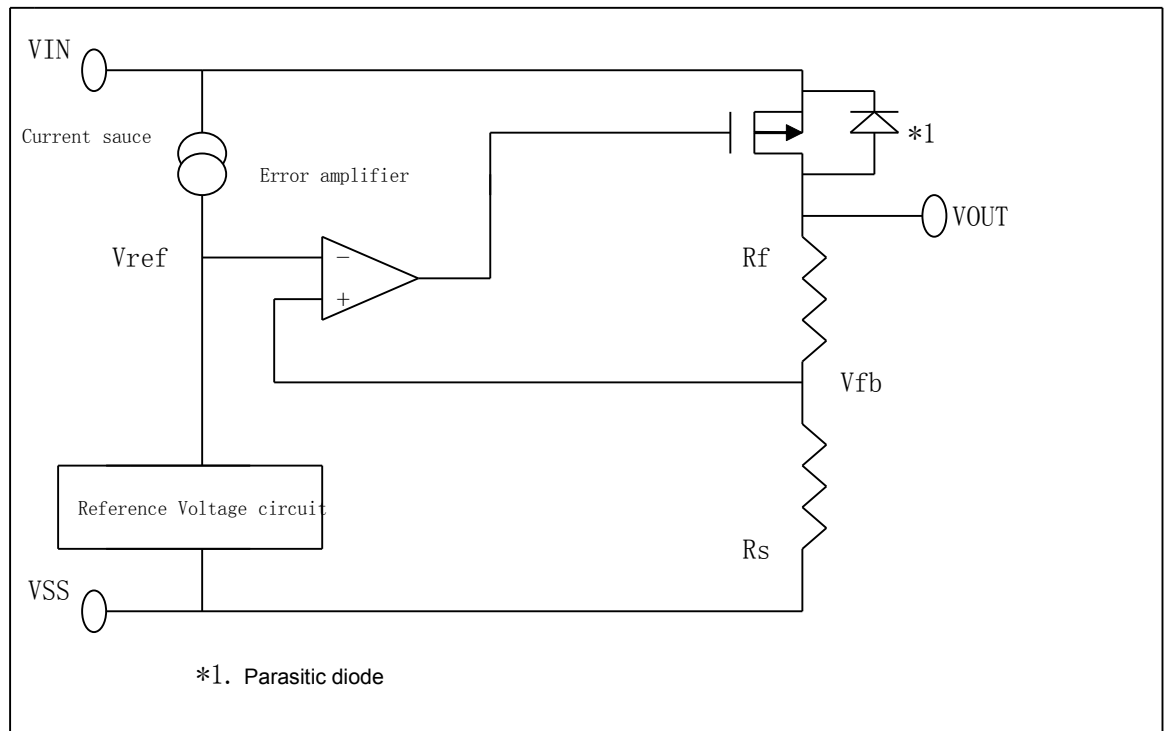 VIN
Current sauce
*1
Error amplifier
VOUT
Vref
−
Rf
+
Vfb
Reference Voltage circuit
Rs
VSS
*1. Parasitic diode